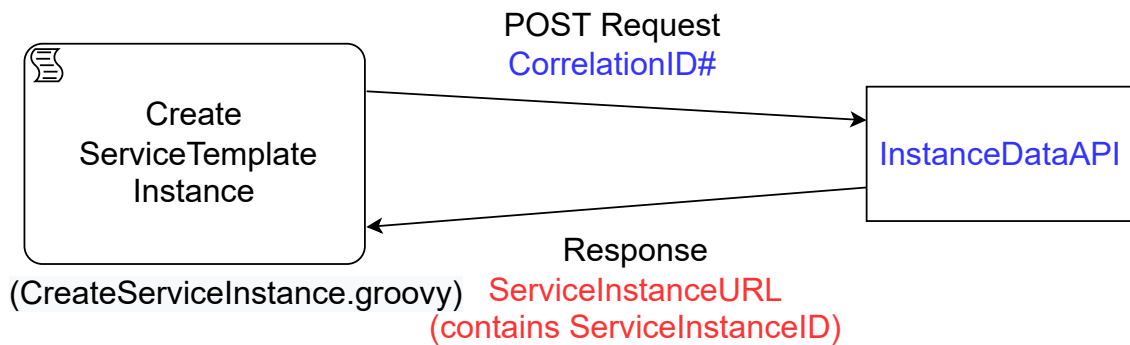 POST Request
CorrelationID#
Create
ServiceTemplate
Instance
InstanceDataAPI
(CreateServiceInstance.groovy)
Response
ServiceInstanceURL
(contains ServiceInstanceID)